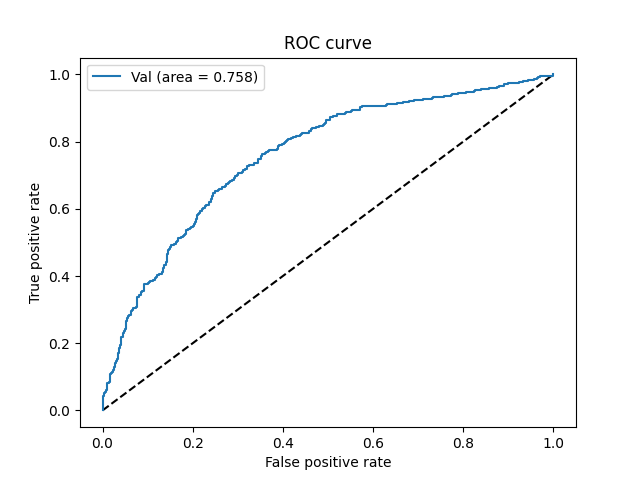 ROC curve
Val (area = 0.758)
True positive rate
1.0
0.8
0.6
0.4
0.2
0.0
0.0 0.2 0.4 0.6 0.8 1.0
False positive rate